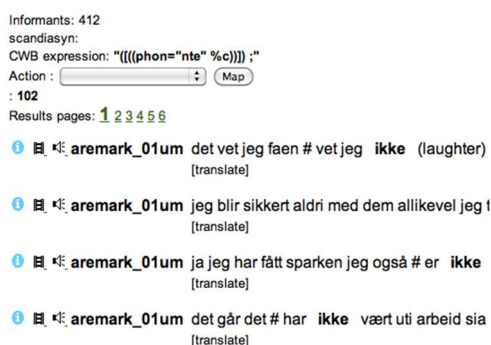 Informants: 412
scandiasyn:
CWB expression: "([((phon="nte" %c))]) ;"
Action : Map
: 102
Results pages: 1 2 3 4 5 6
aremark_01um det vet jeg faen # vet jeg ikke (laughter)
[translate]
aremark_01um jeg blir sikkert aldri med dem allikevel jeg
[translate]
aremark_01um ja jeg har fått sparken jeg også # er ikke
[translate]
aremark_01um det går det # har ikke vært uti arbeid sia
[translate]